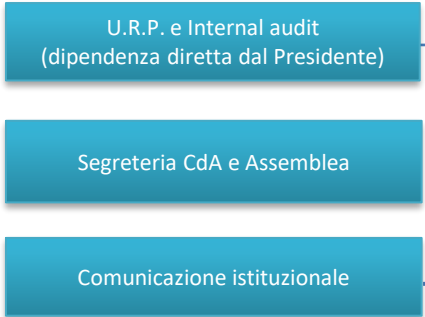 U.R.P. e Internal audit
(dipendenza diretta dal Presidente)
Segreteria CdA e Assemblea
Comunicazione istituzionale